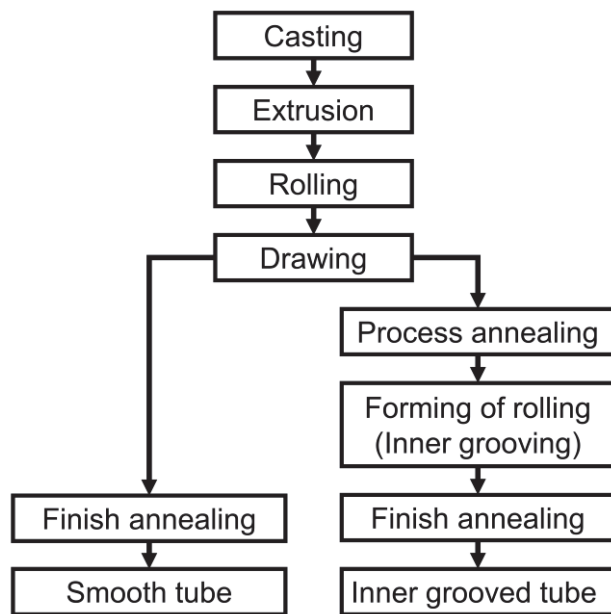 Casting
Extrusion
Rolling
Drawing
Process annealing
Forming of rolling
(Inner grooving)
Finish annealing
Finish annealing
Smooth tube
Inner grooved tube